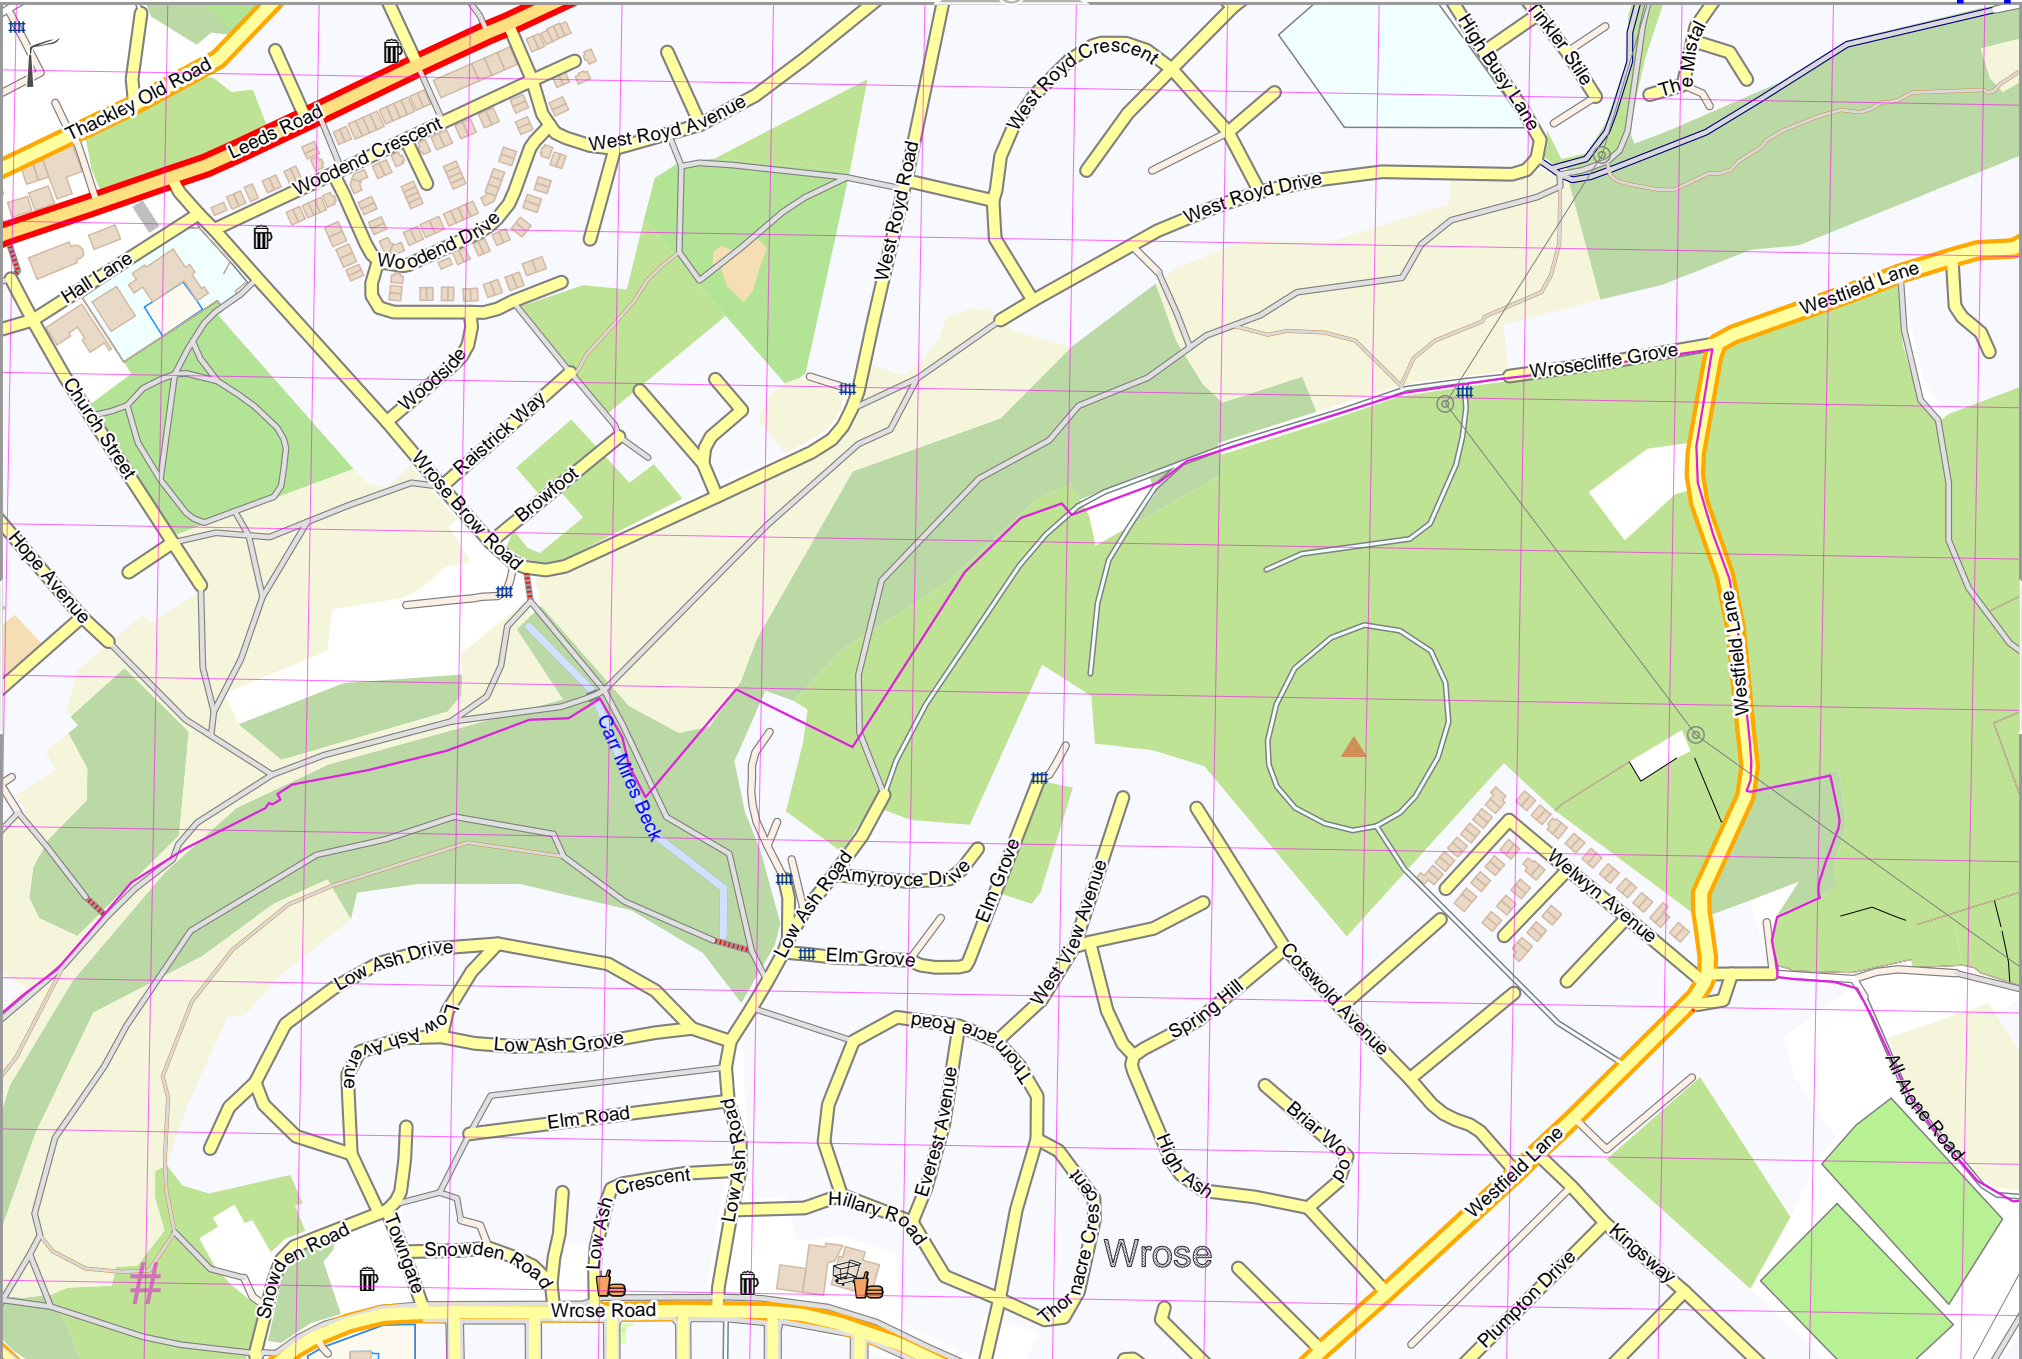 Thackley Old Road
Leeds Road
Woodend Crescent
West Royd Avenue
West Royd Crescent
High Busy Lane
Tinkler Stile
The Mistal
West Royd Road
West Royd Drive
Woodend Drive
Hall Lane
Westfield Lane
Wrosecliffe Grove
Woodside
Church Street
Raistrick Way
Wrose Brow Road
Browfoot
Hope Avenue
Westfield Lane
Carr Mires Beck
Low Ash Road
Amyroyce Drive
Elm Grove
West View Avenue
Welwyn Avenue
Elm Grove
Low Ash Drive
Cotswold Avenue
Spring Hill
Low Ash Avenue
Low Ash Grove
Thornacre Road
All Alone Road
Elm Road
Everest Avenue
Briar Wood
Low Ash Road
High Ash
Westfield Lane
Low Ash Crescent
Hillary Road
Thornacre Crescent
Kingsway
Snowden Road
Towngate
Snowden Road
Wrose
#
Plumpton Drive
Wrose Road